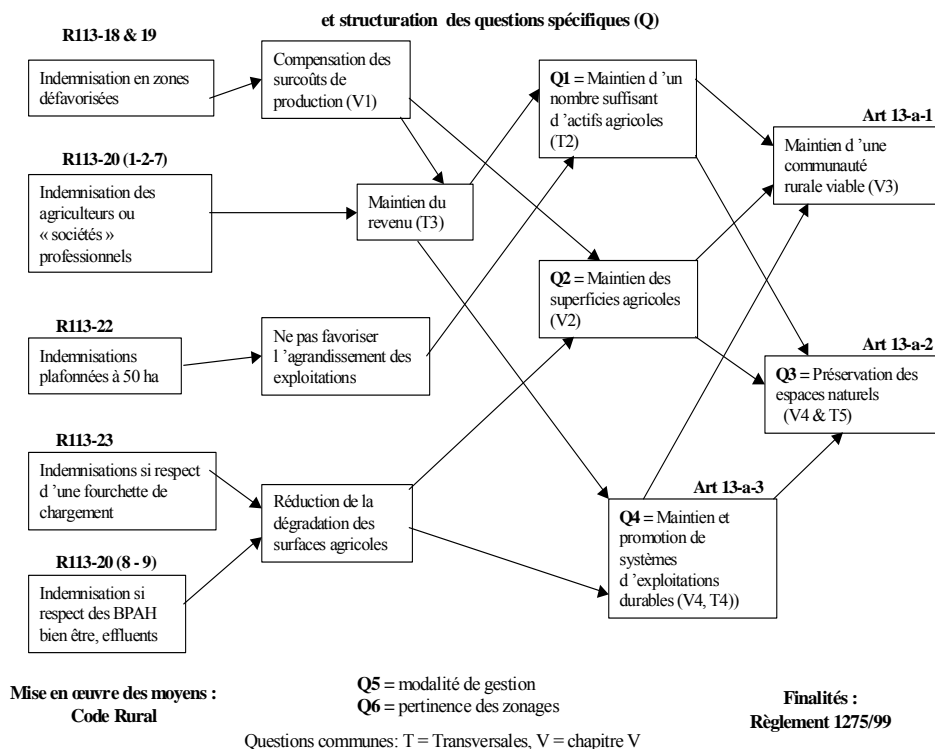 et structuration des questions spécifiques (Q)
R113-18 & 19
Indemnisation en zones
défavorisées
R113-20 (1-2-7)
Indemnisation des
agriculteurs ou
« sociétés »
professionnels
R113-22
Indemnisations
plafonnées à 50 ha
R113-23
Indemnisations si respect
d ’une fourchette de
chargement
R113-20 (8 - 9)
Indemnisation si
respect des BPAH
bien être, effluents
Compensation des
surcoûts de
production (V1)
Maintien du
revenu (T3)
Ne pas favoriser
l ’agrandissement des
exploitations
Réduction de la
dégradation des
surfaces agricoles
Q1 = Maintien d ’un
nombre suffisant
d ’actifs agricoles
(T2)
Q2 = Maintien des
superficies agricoles
(V2)
Art 13-a-3
Q4 = Maintien et
promotion de
systèmes
d ’exploitations
durables (V4, T4))
Art 13-a-1
Maintien d ’une
communauté
rurale viable (V3)
Art 13-a-2
Q3 = Préservation des
espaces naturels
(V4 & T5)
Mise en œuvre des moyens :
Code Rural
Q5 = modalité de gestion
Q6 = pertinence des zonages
Finalités :
Règlement 1275/99
Questions communes: T = Transversales, V = chapitre V